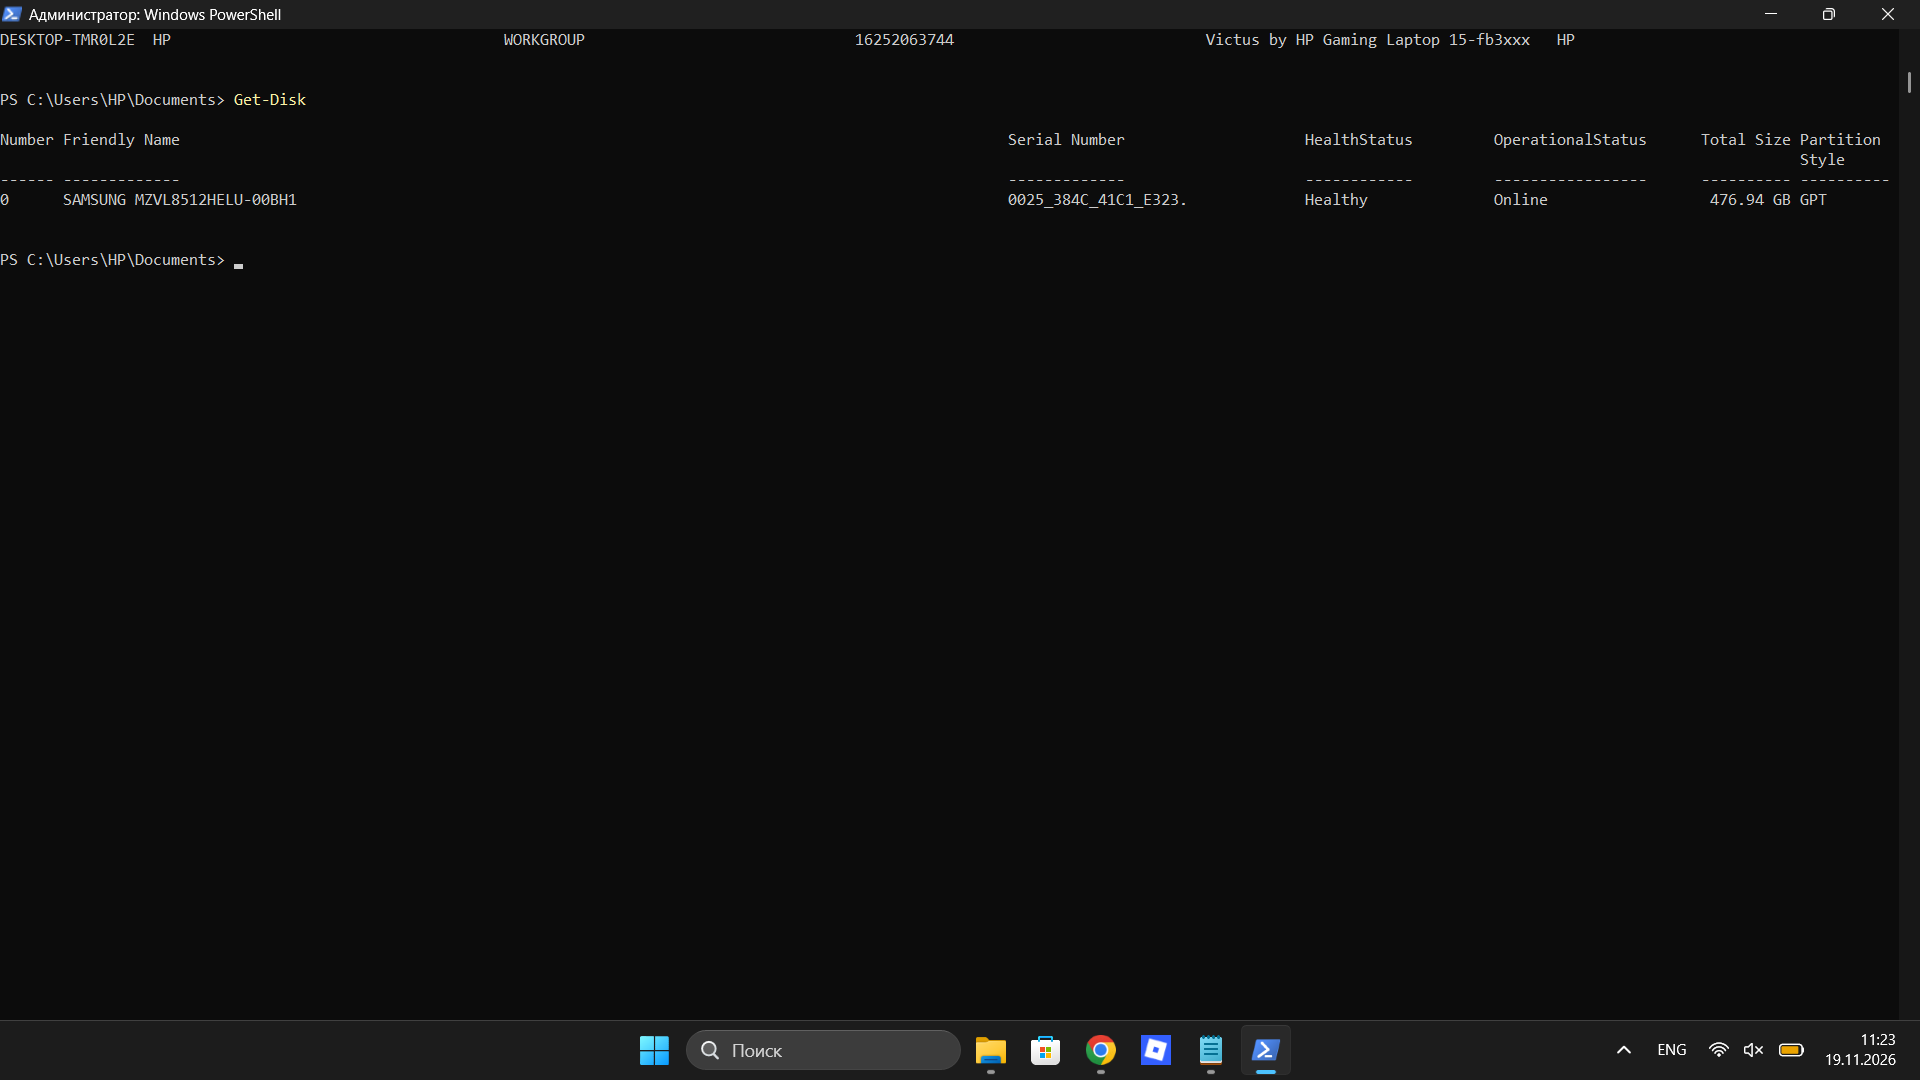 Администратор: Windows PowerShell
DESKTOP-TMR0L2E HP WORKGROUP 16252063744 Victus by HP Gaming Laptop 15-fb3xxx HP
PS C:\Users\HP\Documents> Get-Disk
Number Friendly Name Serial Number HealthStatus OperationalStatus Total Size Partition
Style
------ ------------- ------------- ------------ ----------------- ---------- ----------
0 SAMSUNG MZVL8512HELU-00BH1 0025_384C_41C1_E323. Healthy Online 476.94 GB GPT
PS C:\Users\HP\Documents>
Поиск
ENG
11:23
19.11.2026